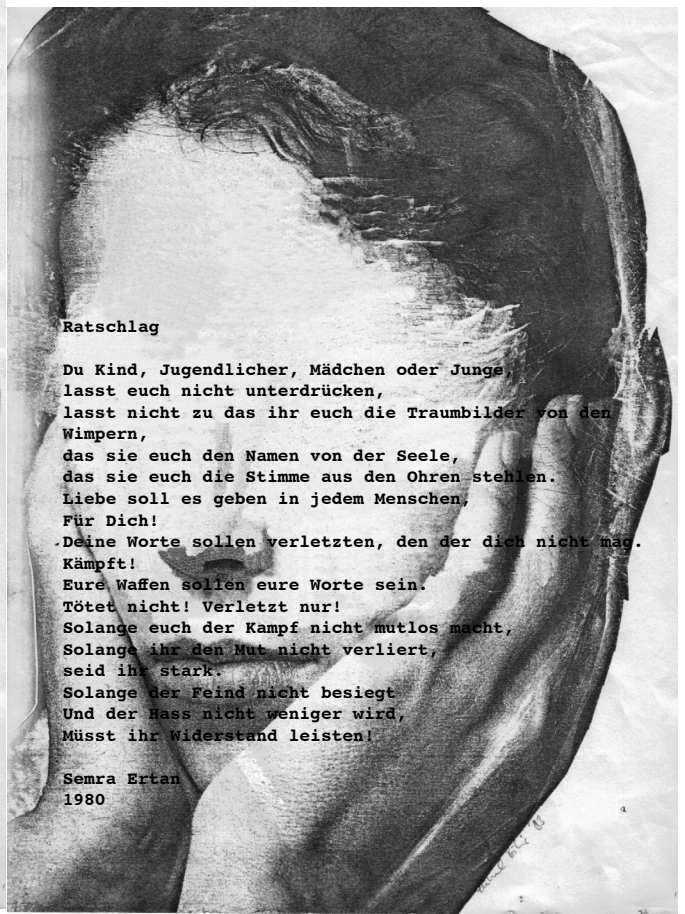 Ratschlag
Du Kind, Jugendlicher, Mädchen oder Junge,
lasst euch nicht unterdrücken,
lasst nicht zu das ihr euch die Traumbilder von den
Wimpern,
das sie euch den Namen von der Seele,
das sie euch die Stimme aus den Ohren stehlen.
Liebe soll es geben in jedem Menschen,
Für Dich!
Deine Worte sollen verletzten, den der dich nicht mag.
Kämpft!
Eure Waffen sollen eure Worte sein.
Tötet nicht! Verletzt nur!
Solange euch der Kampf nicht mutlos macht,
Solange ihr den Mut nicht verliert,
seid ihr stark.
Solange der Feind nicht besiegt
Und der Hass nicht weniger wird,
Müsst ihr Widerstand leisten!
Semra Ertan
1980